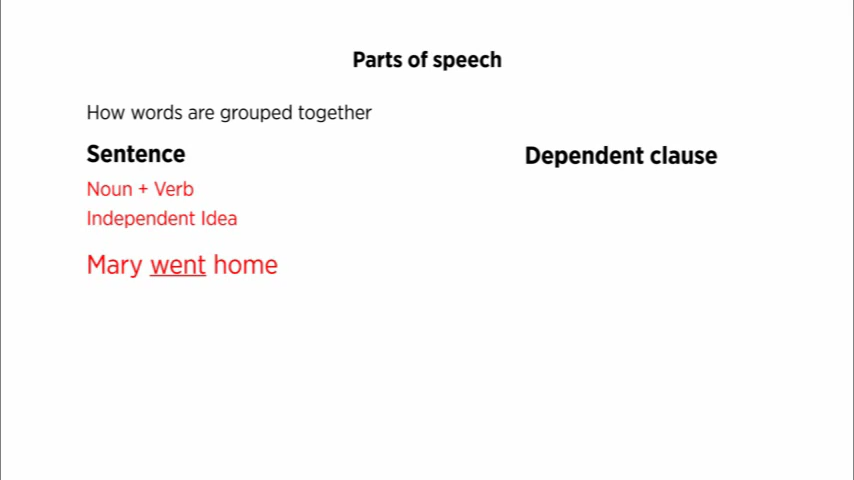 Parts of speech
How words are grouped together
Sentence
Dependent clause
Noun + Verb
Independent Idea
Mary went home